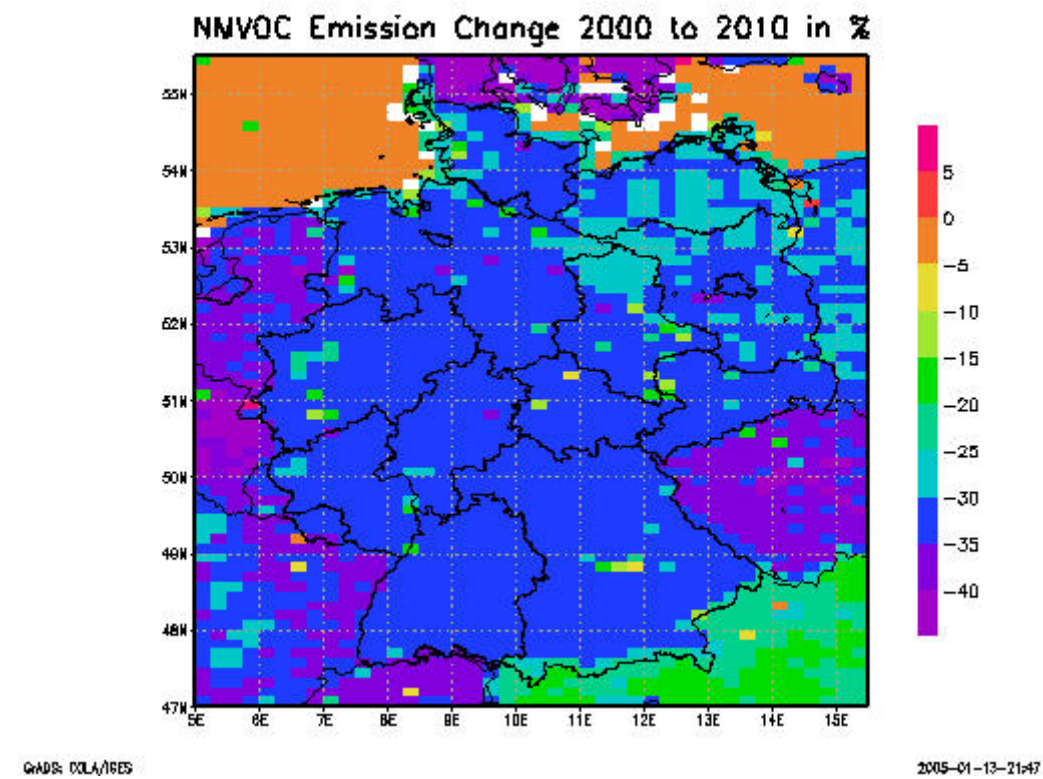 NMVOC Emission Change 2000 to 2010 in %
55N
54N
53N
52N
51N
50N
49N
48N
47N
5E 6E 7E 8E 9E 10E 11E 12E 13E 14E 15E
5
0
-5
-10
-15
-20
-25
-30
-35
-40
GrADS: COLA/IGES
2005-01-13-21:47